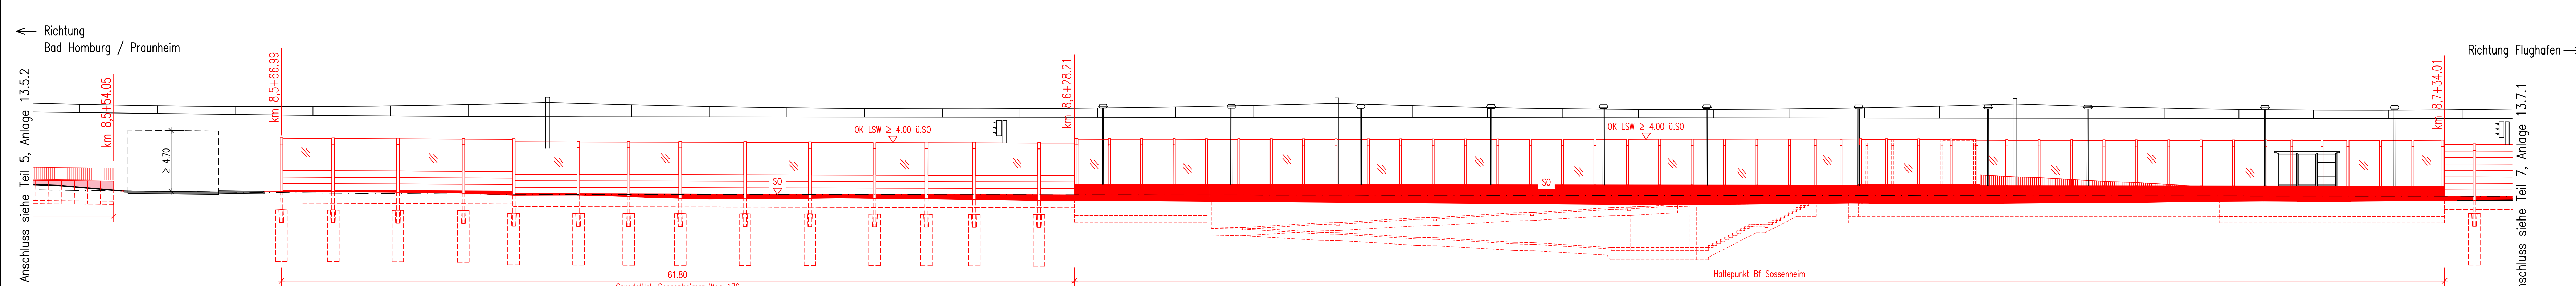 Richtung
Bad Homburg / Praunheim
Richtung Flughafen
Anschluss siehe Teil 5, Anlage 13.5.2
km 8,5+54.05
≥ 4.70
km 8,5+66.99
OK LSW ≥ 4.00 ü.SO
SO
km 8,6+28.21
OK LSW ≥ 4.00 ü.SO
SO
km 8,7+34.01
Anschluss siehe Teil 7, Anlage 13.7.1
61.80
Haltepunkt Bf Sossenheim